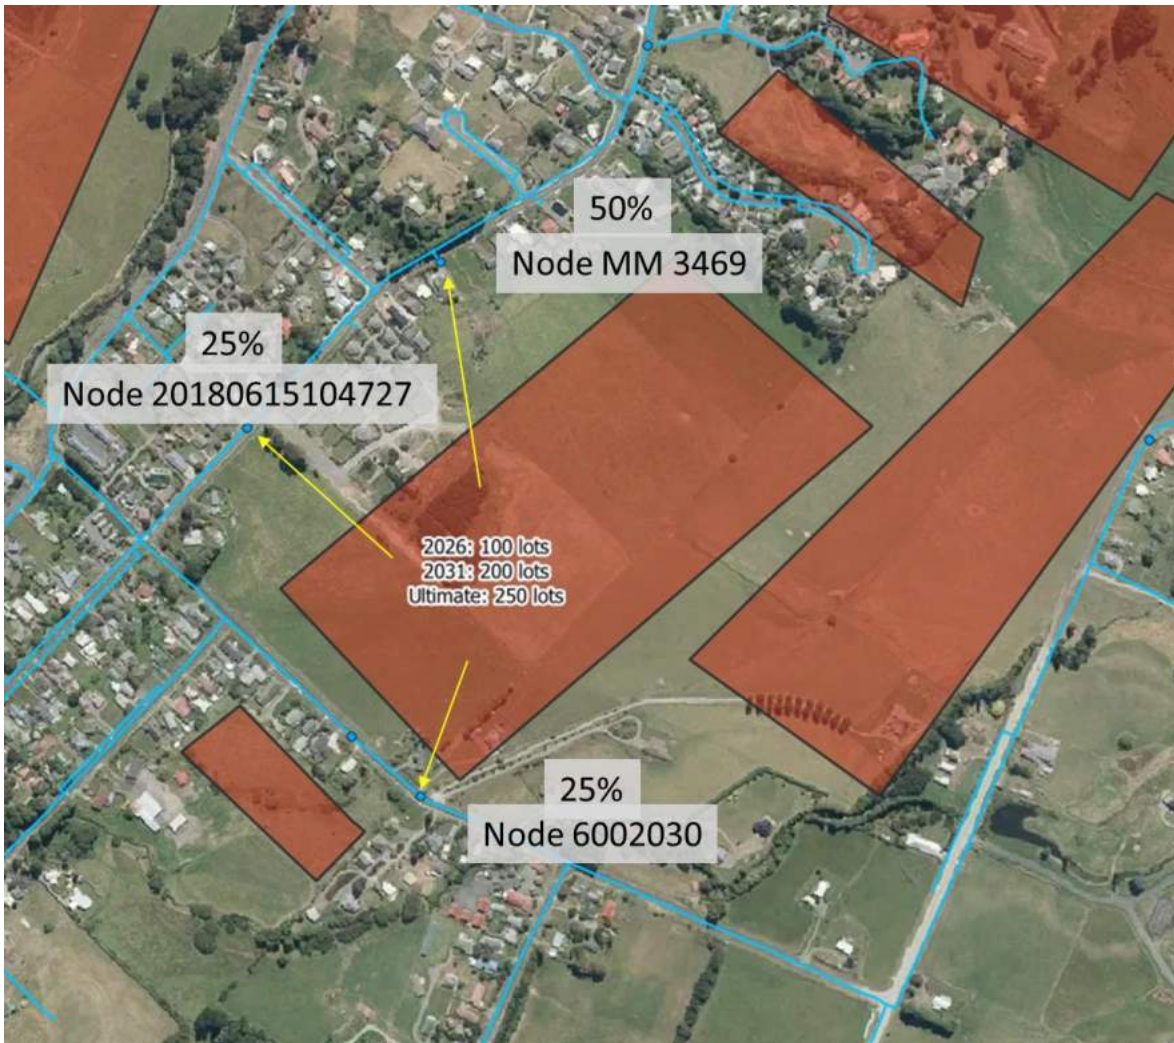 50%
Node MM 3469
25%
Node 20180615104727
2026: 100 lots
2031: 200 lots
Ultimate: 250 lots
25%
Node 6002030